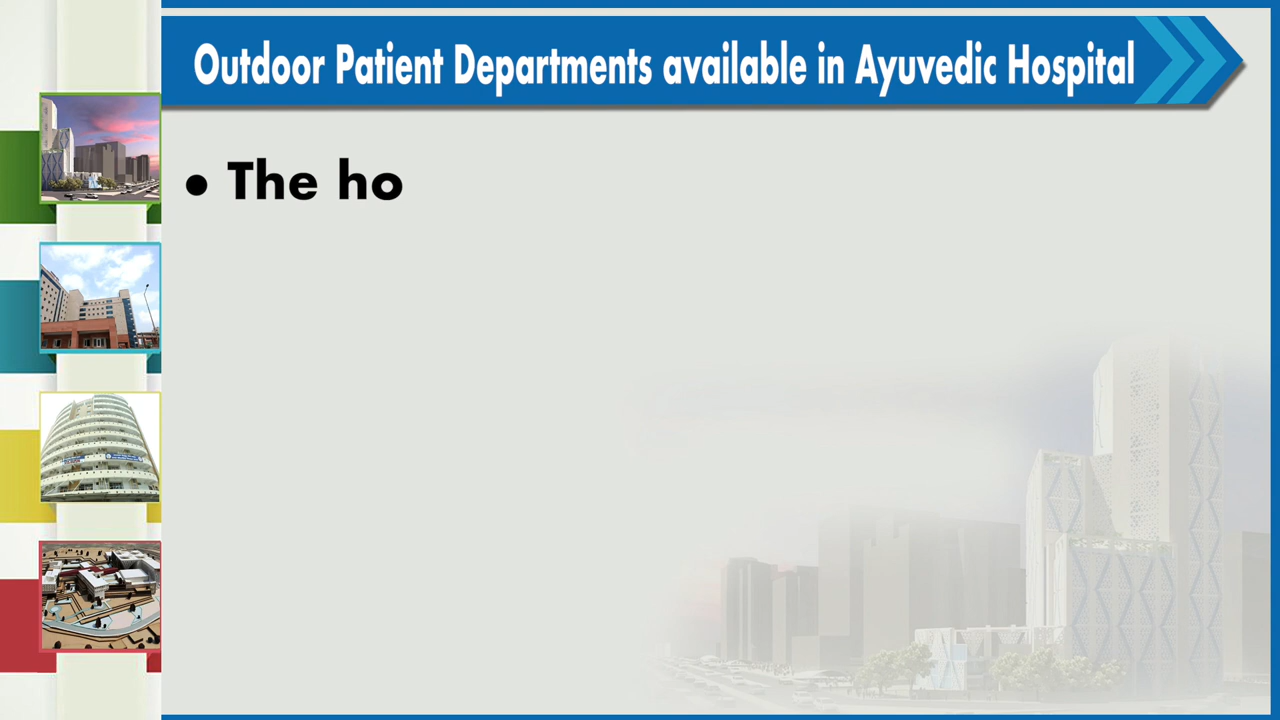 Outdoor Patient Departments available in Ayuvedic Hospital
• The ho